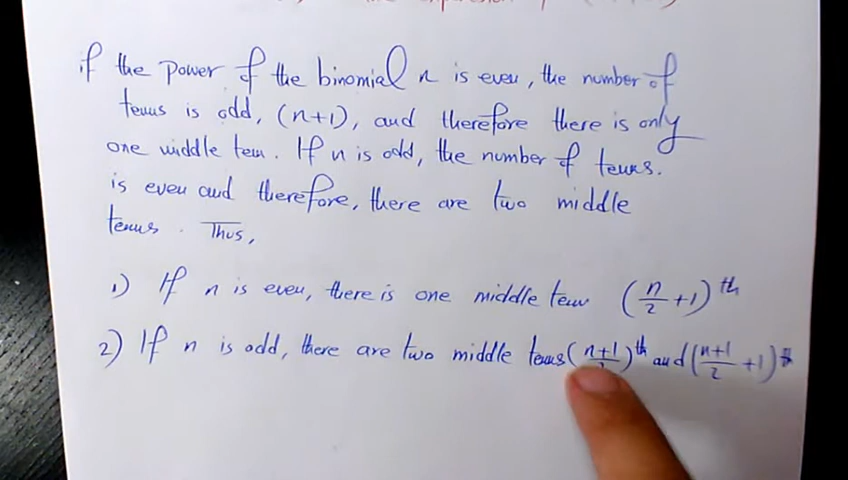 the expansion of
if the power of the binomial n is even, the number of
terms is odd, (n+1), and therefore there is only
one middle term. If n is odd, the number of terms.
is even and therefore, there are two middle
terms. Thus,
1) If n is even, there is one middle term (n/2 +1)th
2) If n is odd, there are two middle terms (n+1/2)th and (n+1/2 +1)th